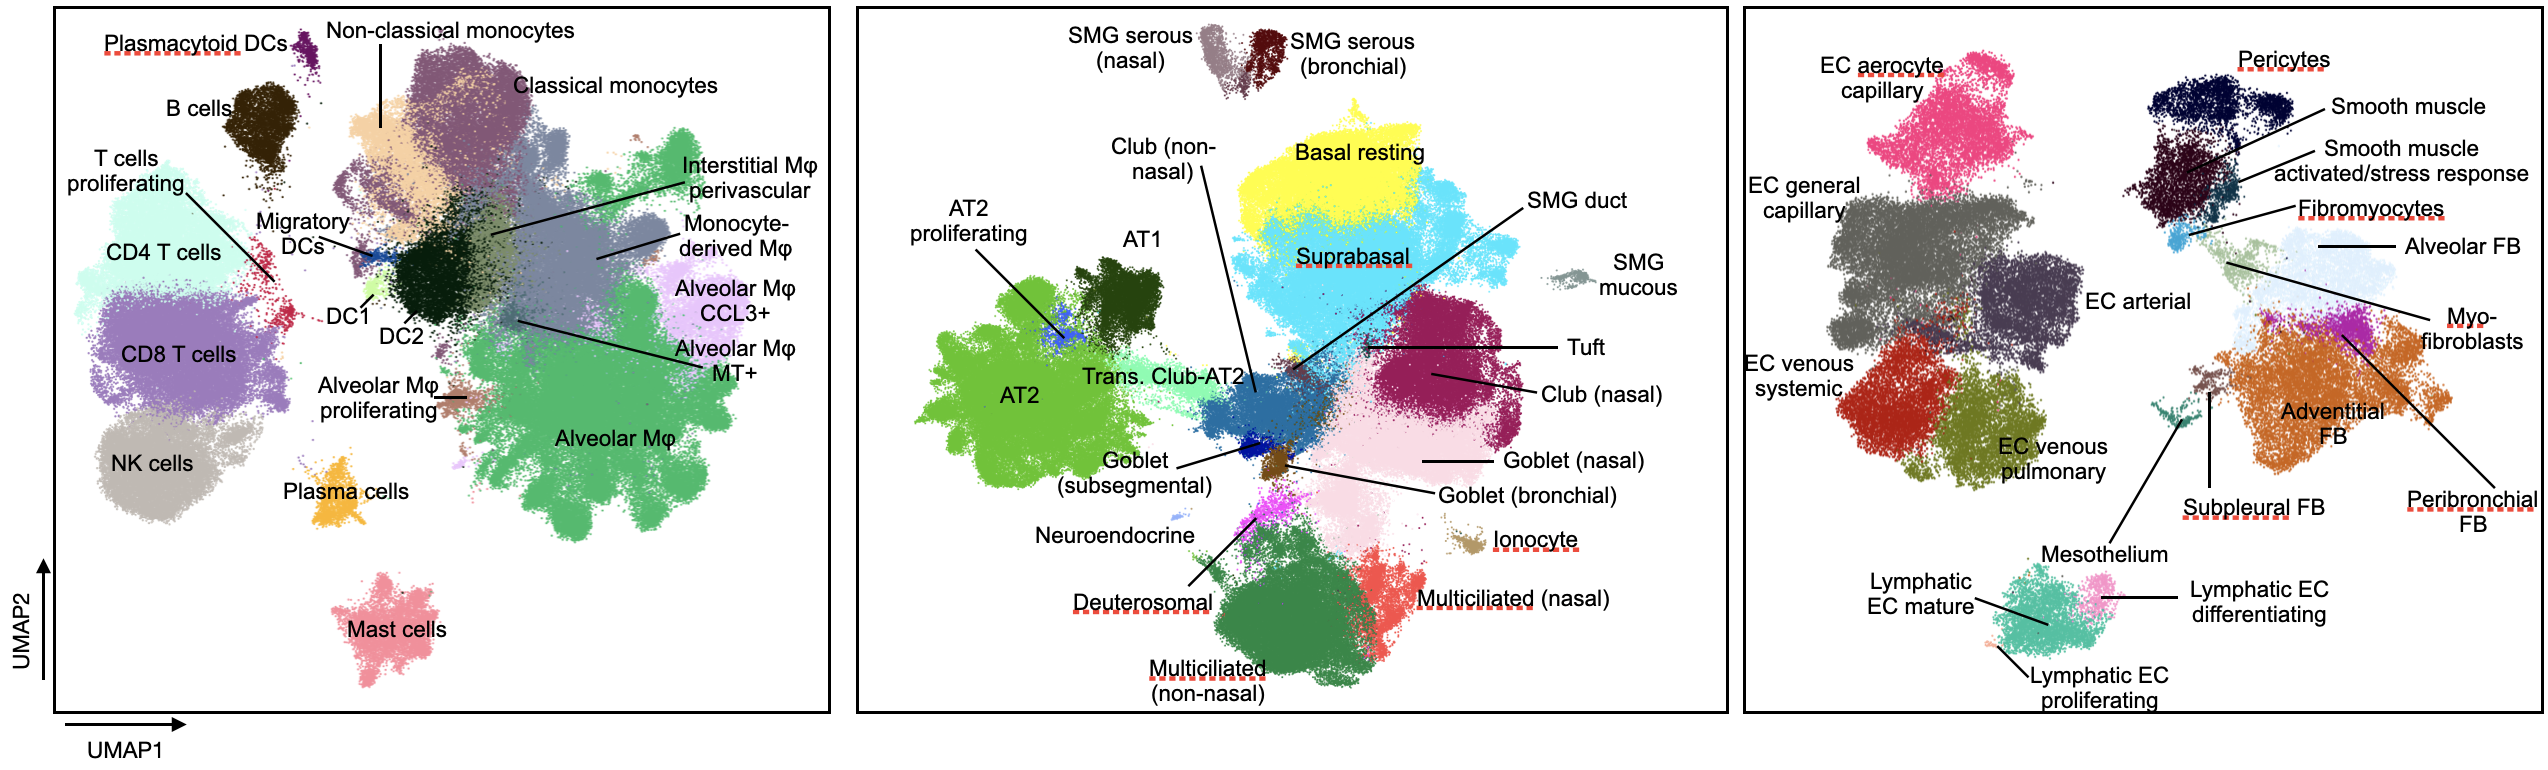 Plasmacytoid DCs
Non-classical monocytes
Classical monocytes
B cells
T cells
proliferating
Interstitial Mφ
perivascular
Migratory
DCs
Monocyte-
derived Mφ
CD4 T cells
Alveolar Mφ
CCL3+
DC1
DC2
CD8 T cells
Alveolar Mφ
MT+
Alveolar Mφ
proliferating
Alveolar Mφ
NK cells
Plasma cells
Mast cells
UMAP2
UMAP1
SMG serous
(nasal)
SMG serous
(bronchial)
Club (non-
nasal)
Basal resting
SMG duct
AT2
proliferating
AT1
Suprabasal
SMG
mucous
Tuft
Trans. Club-AT2
AT2
Club (nasal)
Goblet
(subsegmental)
Goblet (nasal)
Goblet (bronchial)
Neuroendocrine
Ionocyte
Deuterosomal
Multiciliated (nasal)
Multiciliated
(non-nasal)
EC aerocyte
capillary
Pericytes
Smooth muscle
Smooth muscle
activated/stress response
EC general
capillary
Fibromyocytes
Alveolar FB
EC arterial
Myo-
fibroblasts
EC venous
systemic
Adventitial
FB
EC venous
pulmonary
Subpleural FB
Peribronchial
FB
Mesothelium
Lymphatic
EC mature
Lymphatic EC
differentiating
Lymphatic EC
proliferating